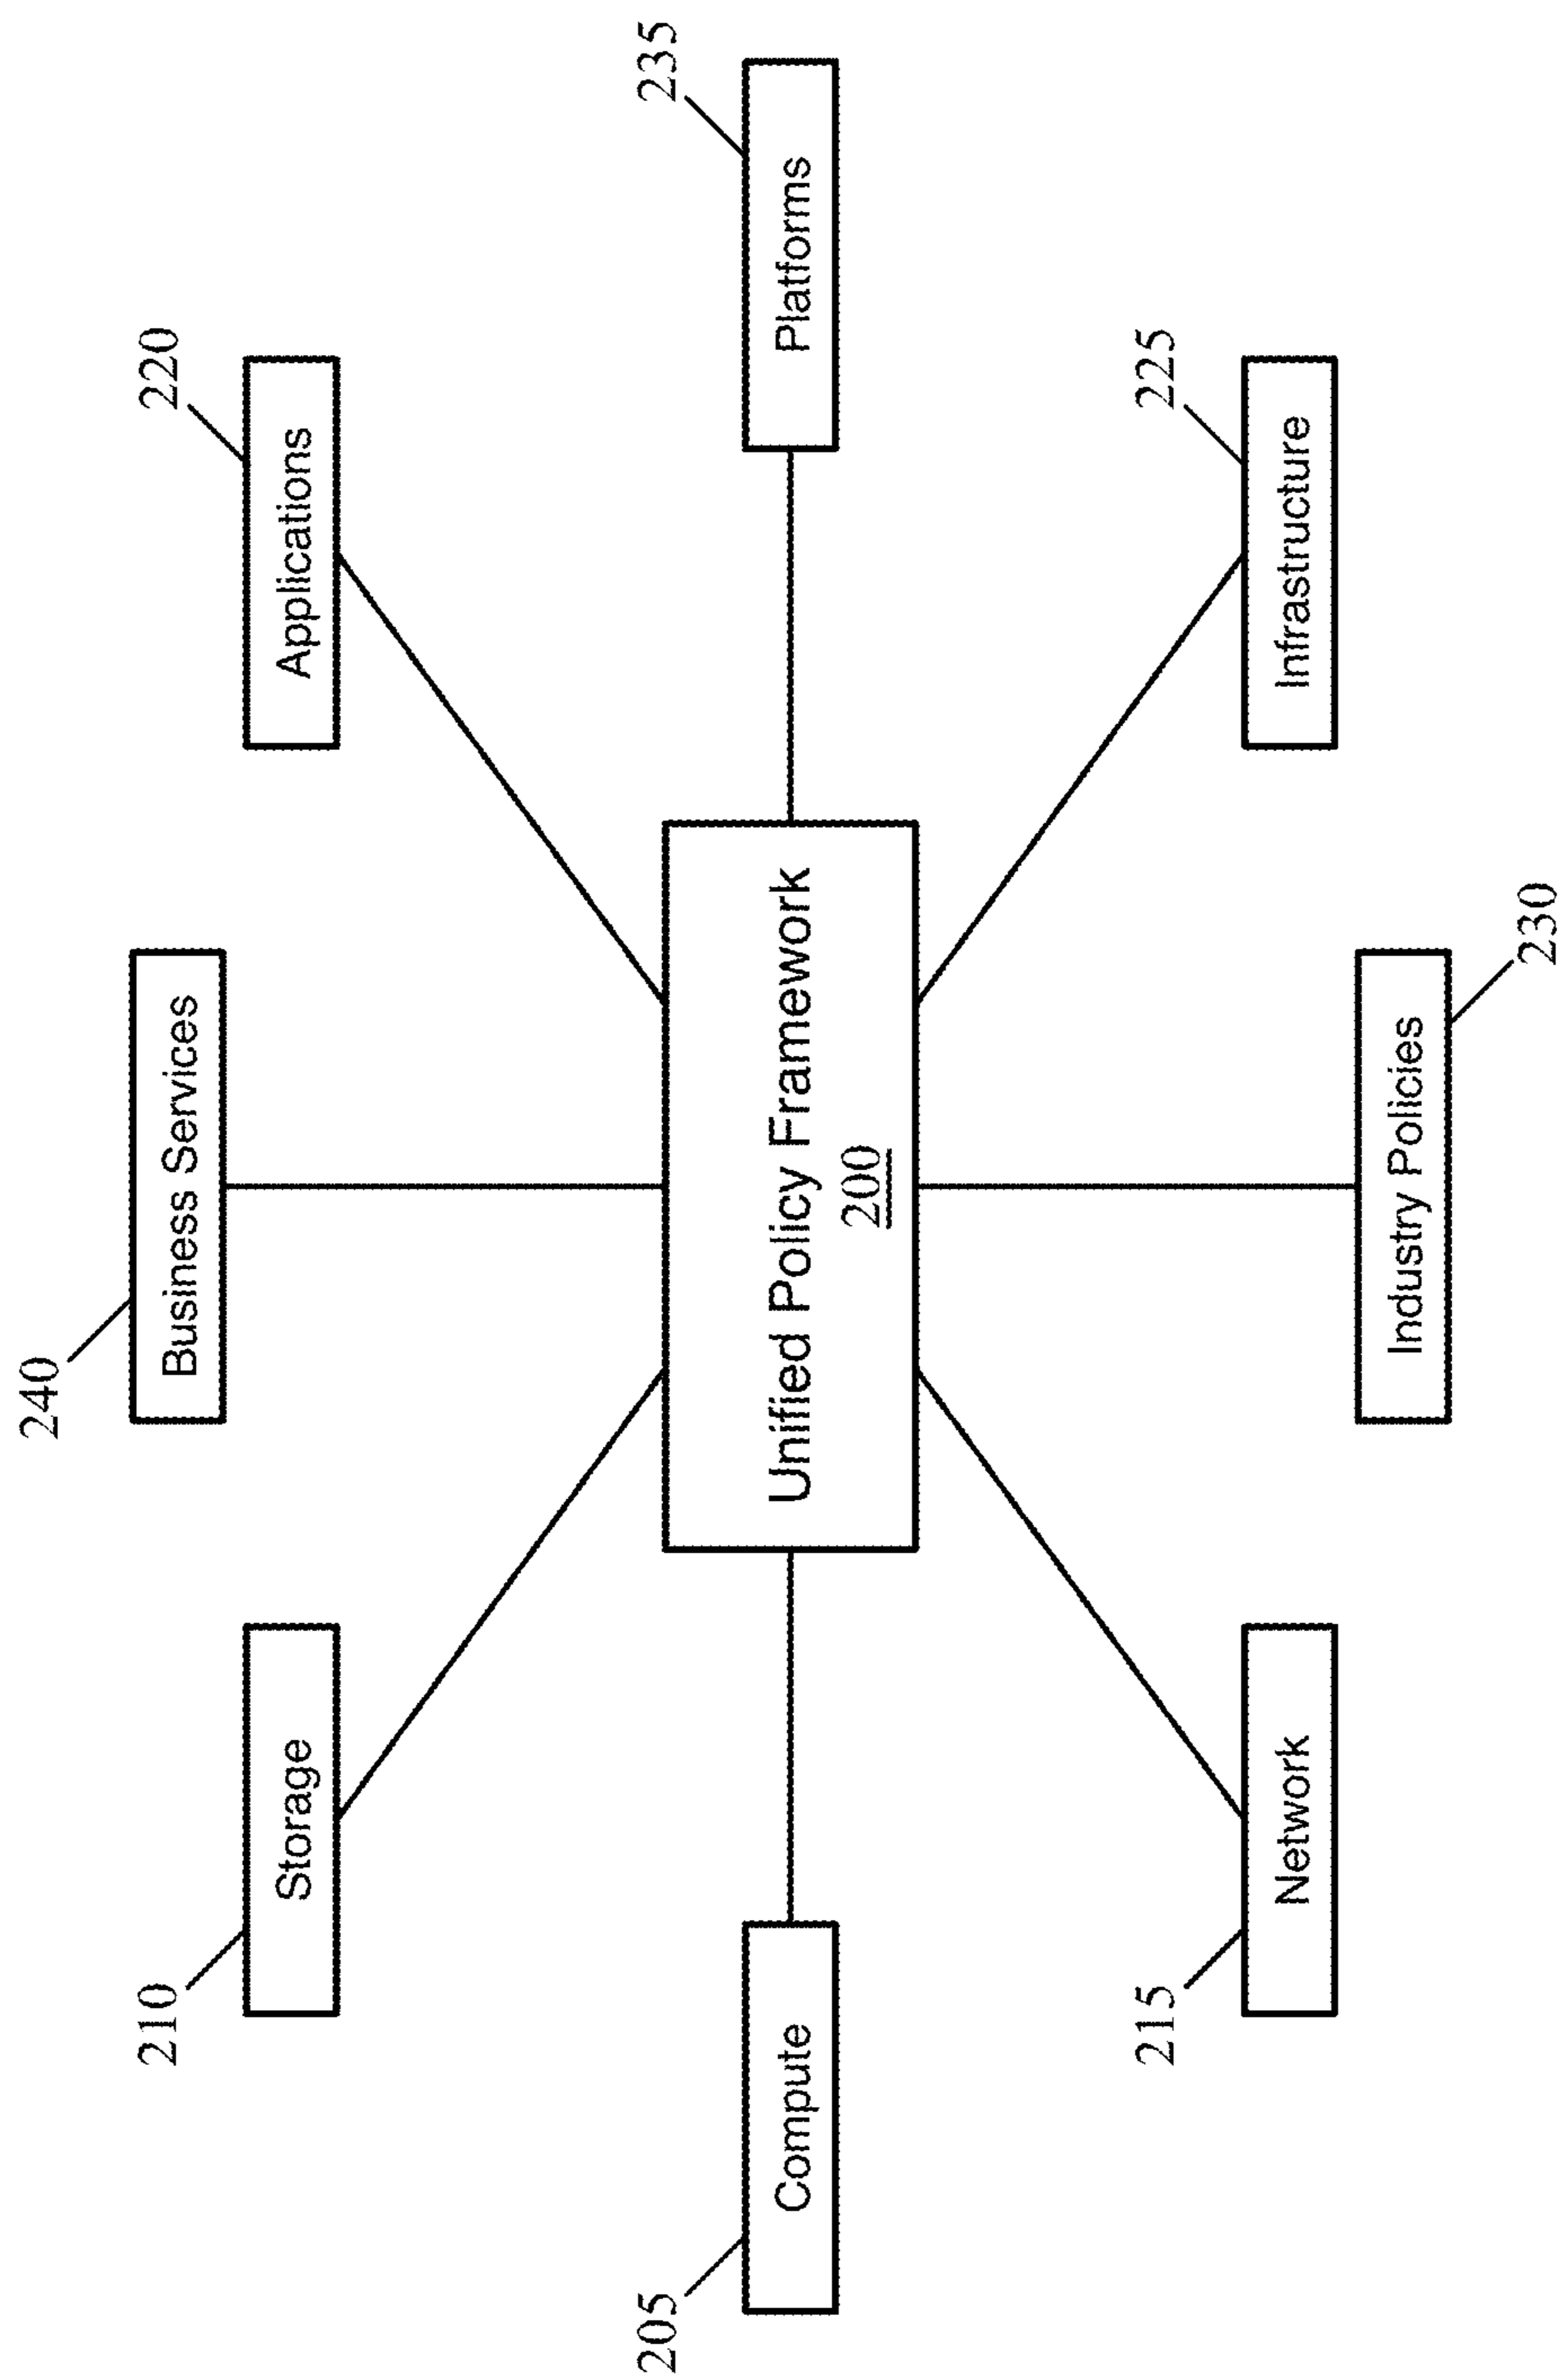 240
Business Services
210
Storage
220
Applications
205
Compute
Unified Policy Framework
200
235
Platforms
215
Network
225
Infrastructure
Industry Policies
230